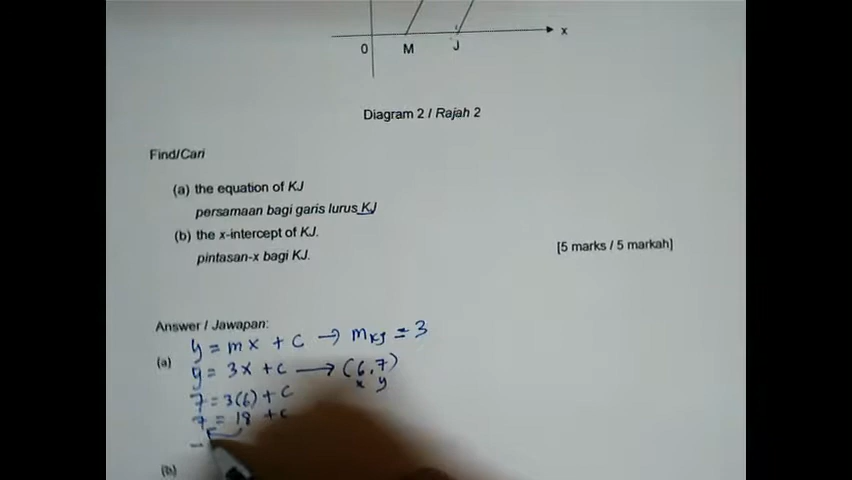 0 M J x
Diagram 2 / Rajah 2
Find/Cari
(a) the equation of KJ
persamaan bagi garis lurus KJ
(b) the x-intercept of KJ.
pintasan-x bagi KJ.
[5 marks / 5 markah]
Answer / Jawapan:
y = mx + c → mKJ = 3
(a) y = 3x + c → (6,7)
x y
7 = 3(6) + c
7 = 18 + c
-
(b)